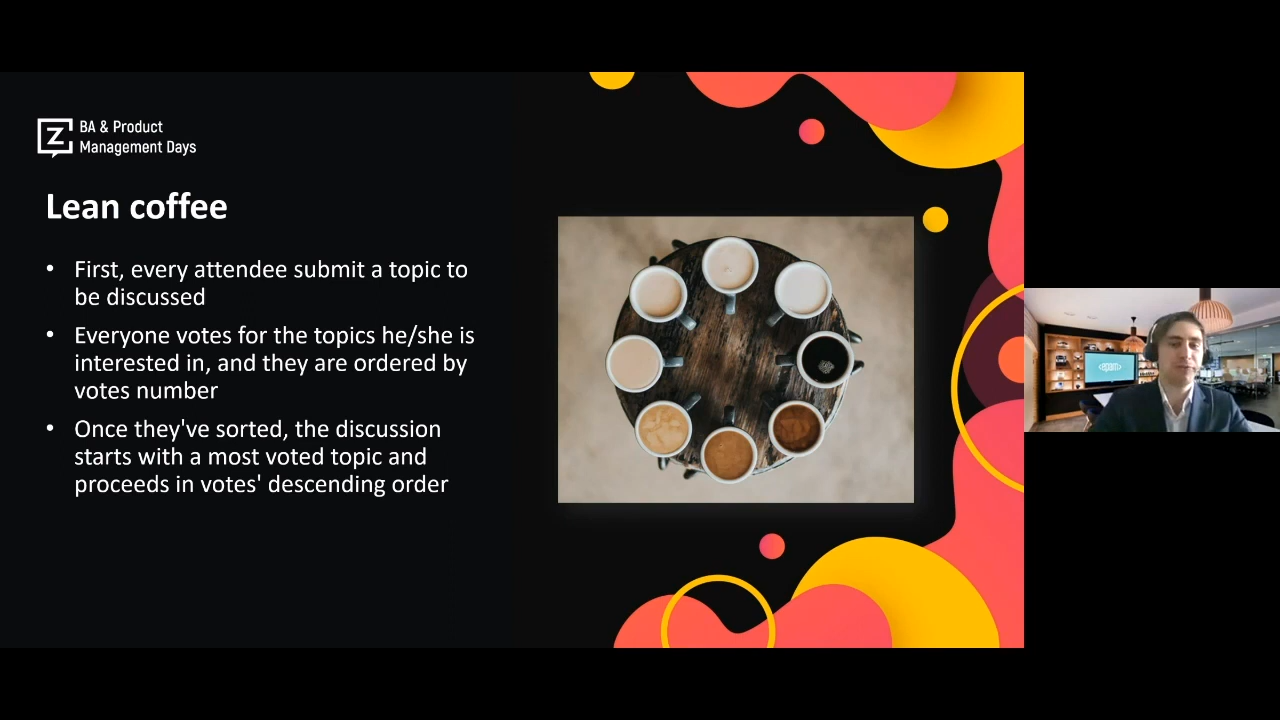 BA & Product
Management Days
Lean coffee
• First, every attendee submit a topic to
be discussed
• Everyone votes for the topics he/she is
interested in, and they are ordered by
votes number
• Once they've sorted, the discussion
starts with a most voted topic and
proceeds in votes' descending order
<epam>